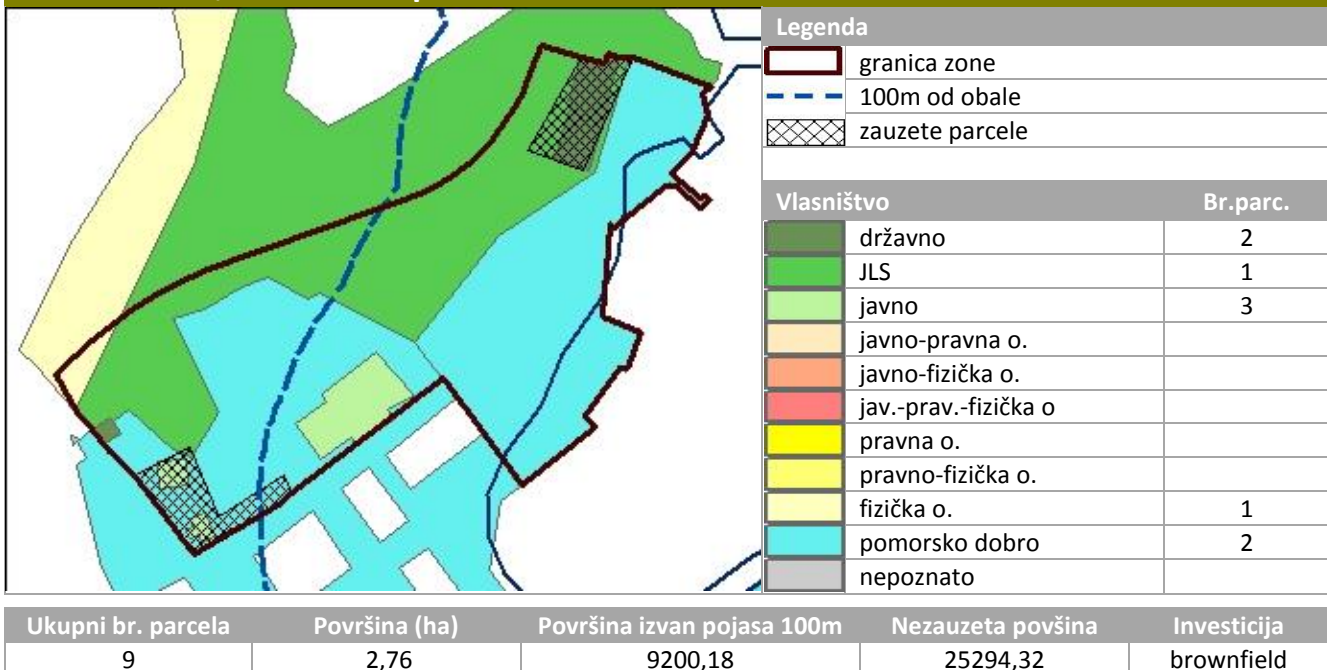 Legenda
granica zone
100m od obale
zauzete parcele
Vlasništvo Br.parc.
državno 2
JLS 1
javno 3
javno-pravna o.
javno-fizička o.
jav.-prav.-fizička o
pravna o.
pravno-fizička o.
fizička o. 1
pomorsko dobro 2
nepoznato
Ukupni br. parcela Površina (ha) Površina izvan pojasa 100m Nezauzeta povšina Investicija
9 2,76 9200,18 25294,32 brownfield